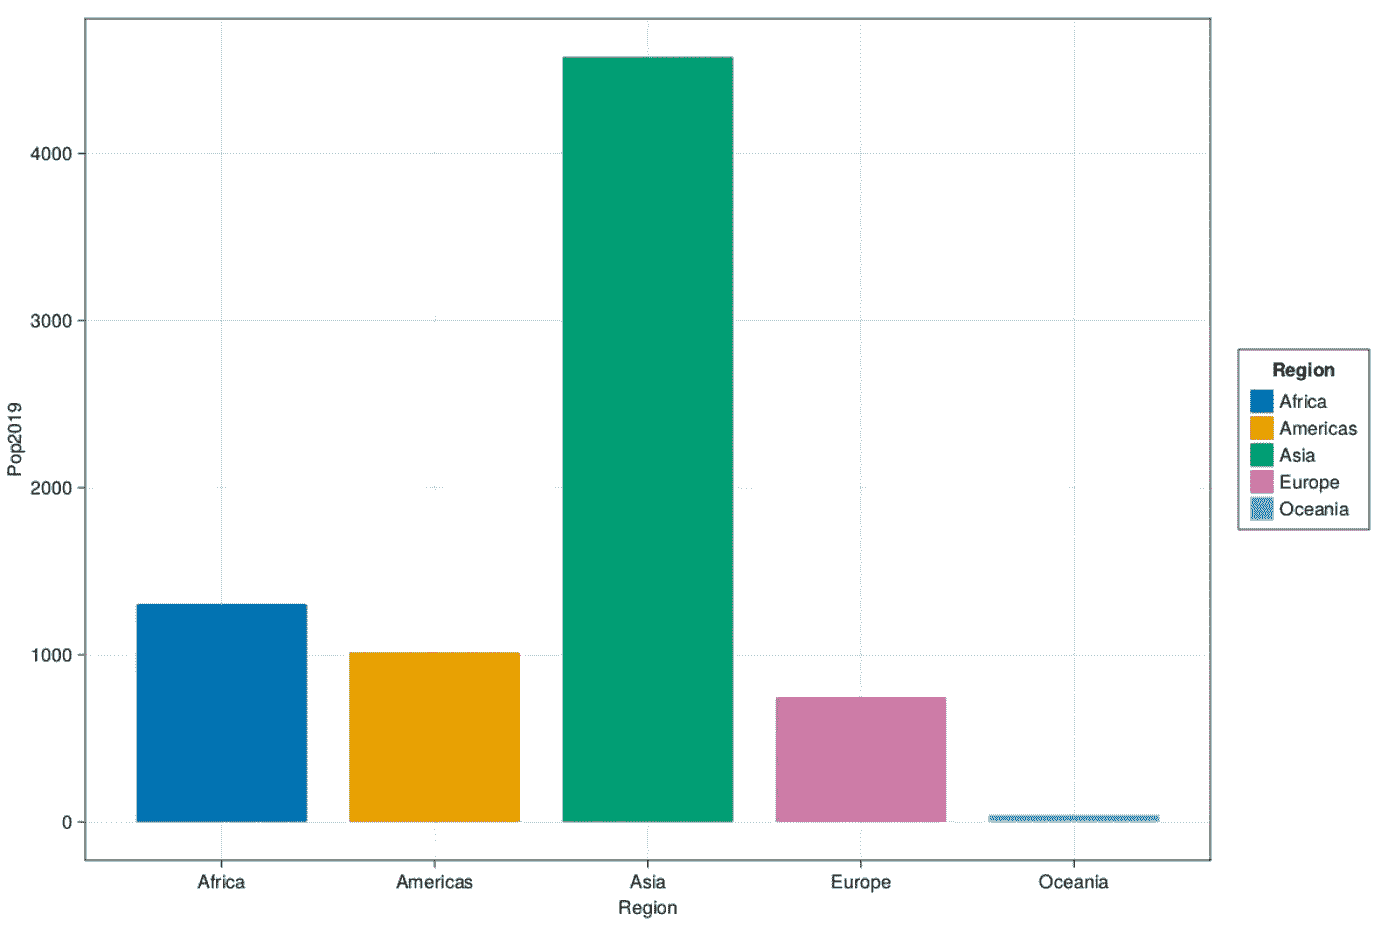 4000
3000
2000
1000
0
Pop2019
Africa
Americas
Asia
Europe
Oceania
Region
Region
Africa
Americas
Asia
Europe
Oceania